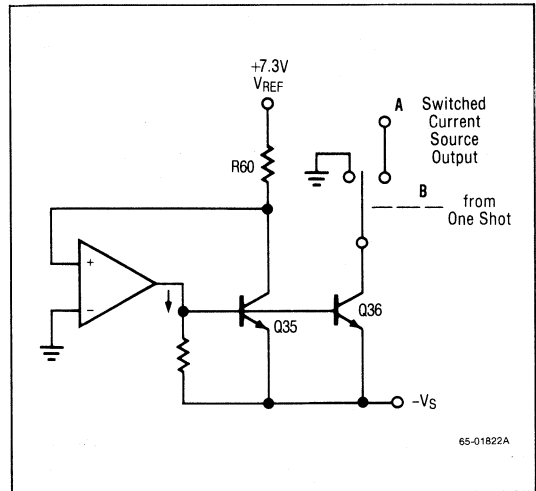 +7.3V
VREF
R60
A Switched
Current
Source
Output
B from
One Shot
+
−
Q35
Q36
−VS
65-01822A